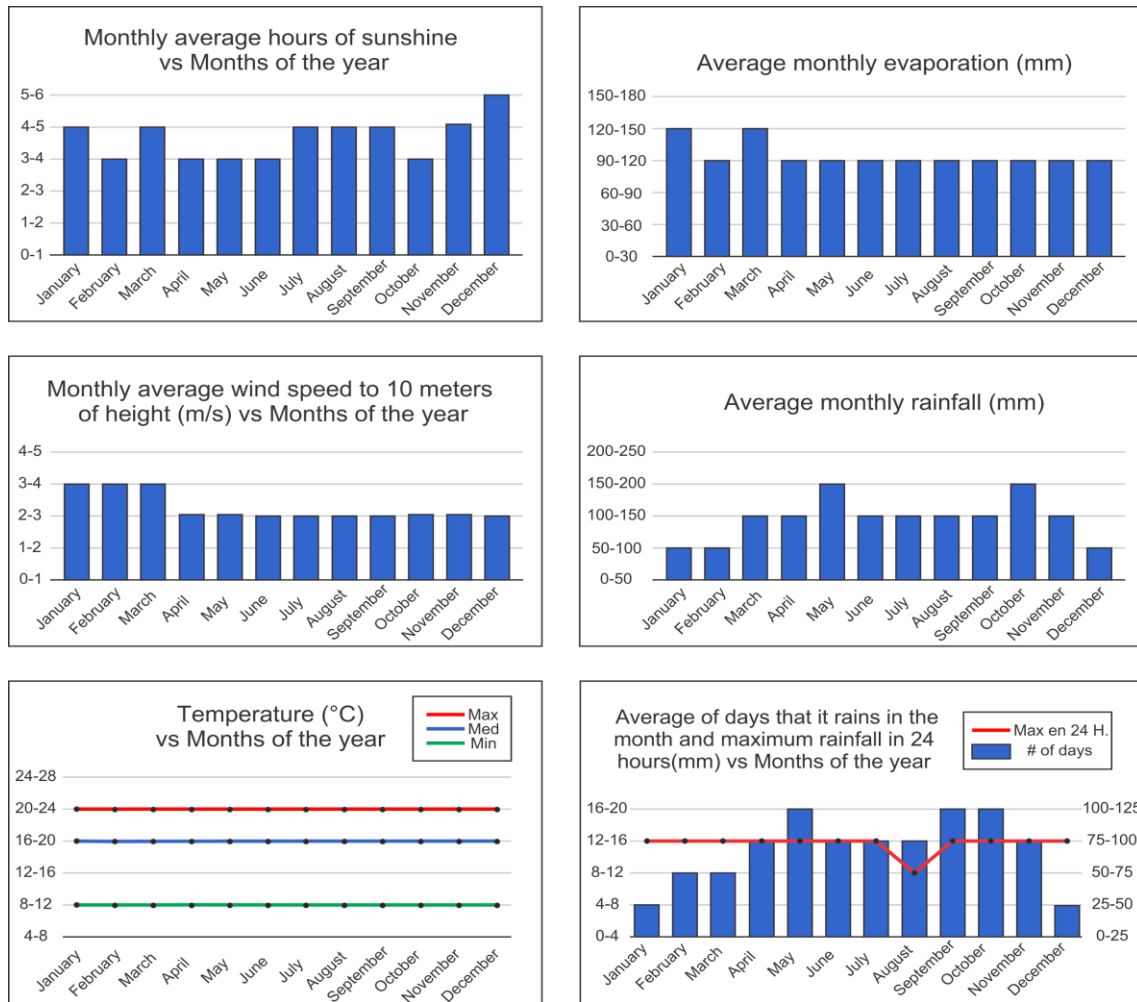 Monthly average hours of sunshine
vs Months of the year
5-6
4-5
3-4
2-3
1-2
0-1
January
February
March
April
May
June
July
August
September
October
November
December
Average monthly evaporation (mm)
150-180
120-150
90-120
60-90
30-60
0-30
January
February
March
April
May
June
July
August
September
October
November
December
Monthly average wind speed to 10 meters
of height (m/s) vs Months of the year
4-5
3-4
2-3
1-2
0-1
January
February
March
April
May
June
July
August
September
October
November
December
Average monthly rainfall (mm)
200-250
150-200
100-150
50-100
0-50
January
February
March
April
May
June
July
August
September
October
November
December
Temperature (°C)
vs Months of the year
Max
Med
Min
24-28
20-24
16-20
12-16
8-12
4-8
January
February
March
April
May
June
July
August
September
October
November
December
Average of days that it rains in the
month and maximum rainfall in 24
hours(mm) vs Months of the year
Max en 24 H.
# of days
16-20
12-16
8-12
4-8
0-4
100-125
75-100
50-75
25-50
0-25
January
February
March
April
May
June
July
August
September
October
November
December